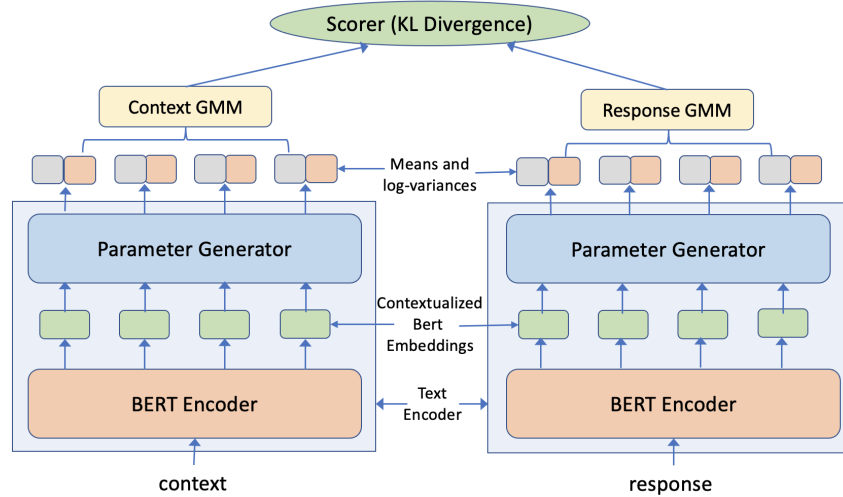 Scorer (KL Divergence)
Context GMM
Response GMM
Means and
log-variances
Parameter Generator
Parameter Generator
Contextualized
Bert
Embeddings
BERT Encoder
Text
Encoder
BERT Encoder
context
response